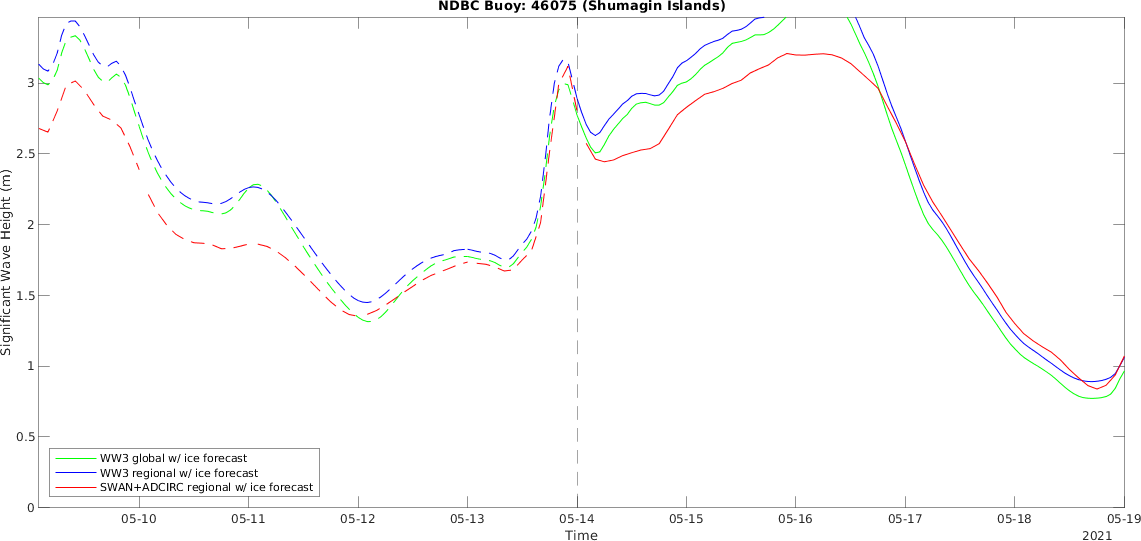 NDBC Buoy: 46075 (Shumagin Islands)
Significant Wave Height (m)
3
2.5
2
1.5
1
0.5
0
WW3 global w/ ice forecast
WW3 regional w/ ice forecast
SWAN+ADCIRC regional w/ ice forecast
05-10 05-11 05-12 05-13 05-14 05-15 05-16 05-17 05-18 05-19
Time
2021